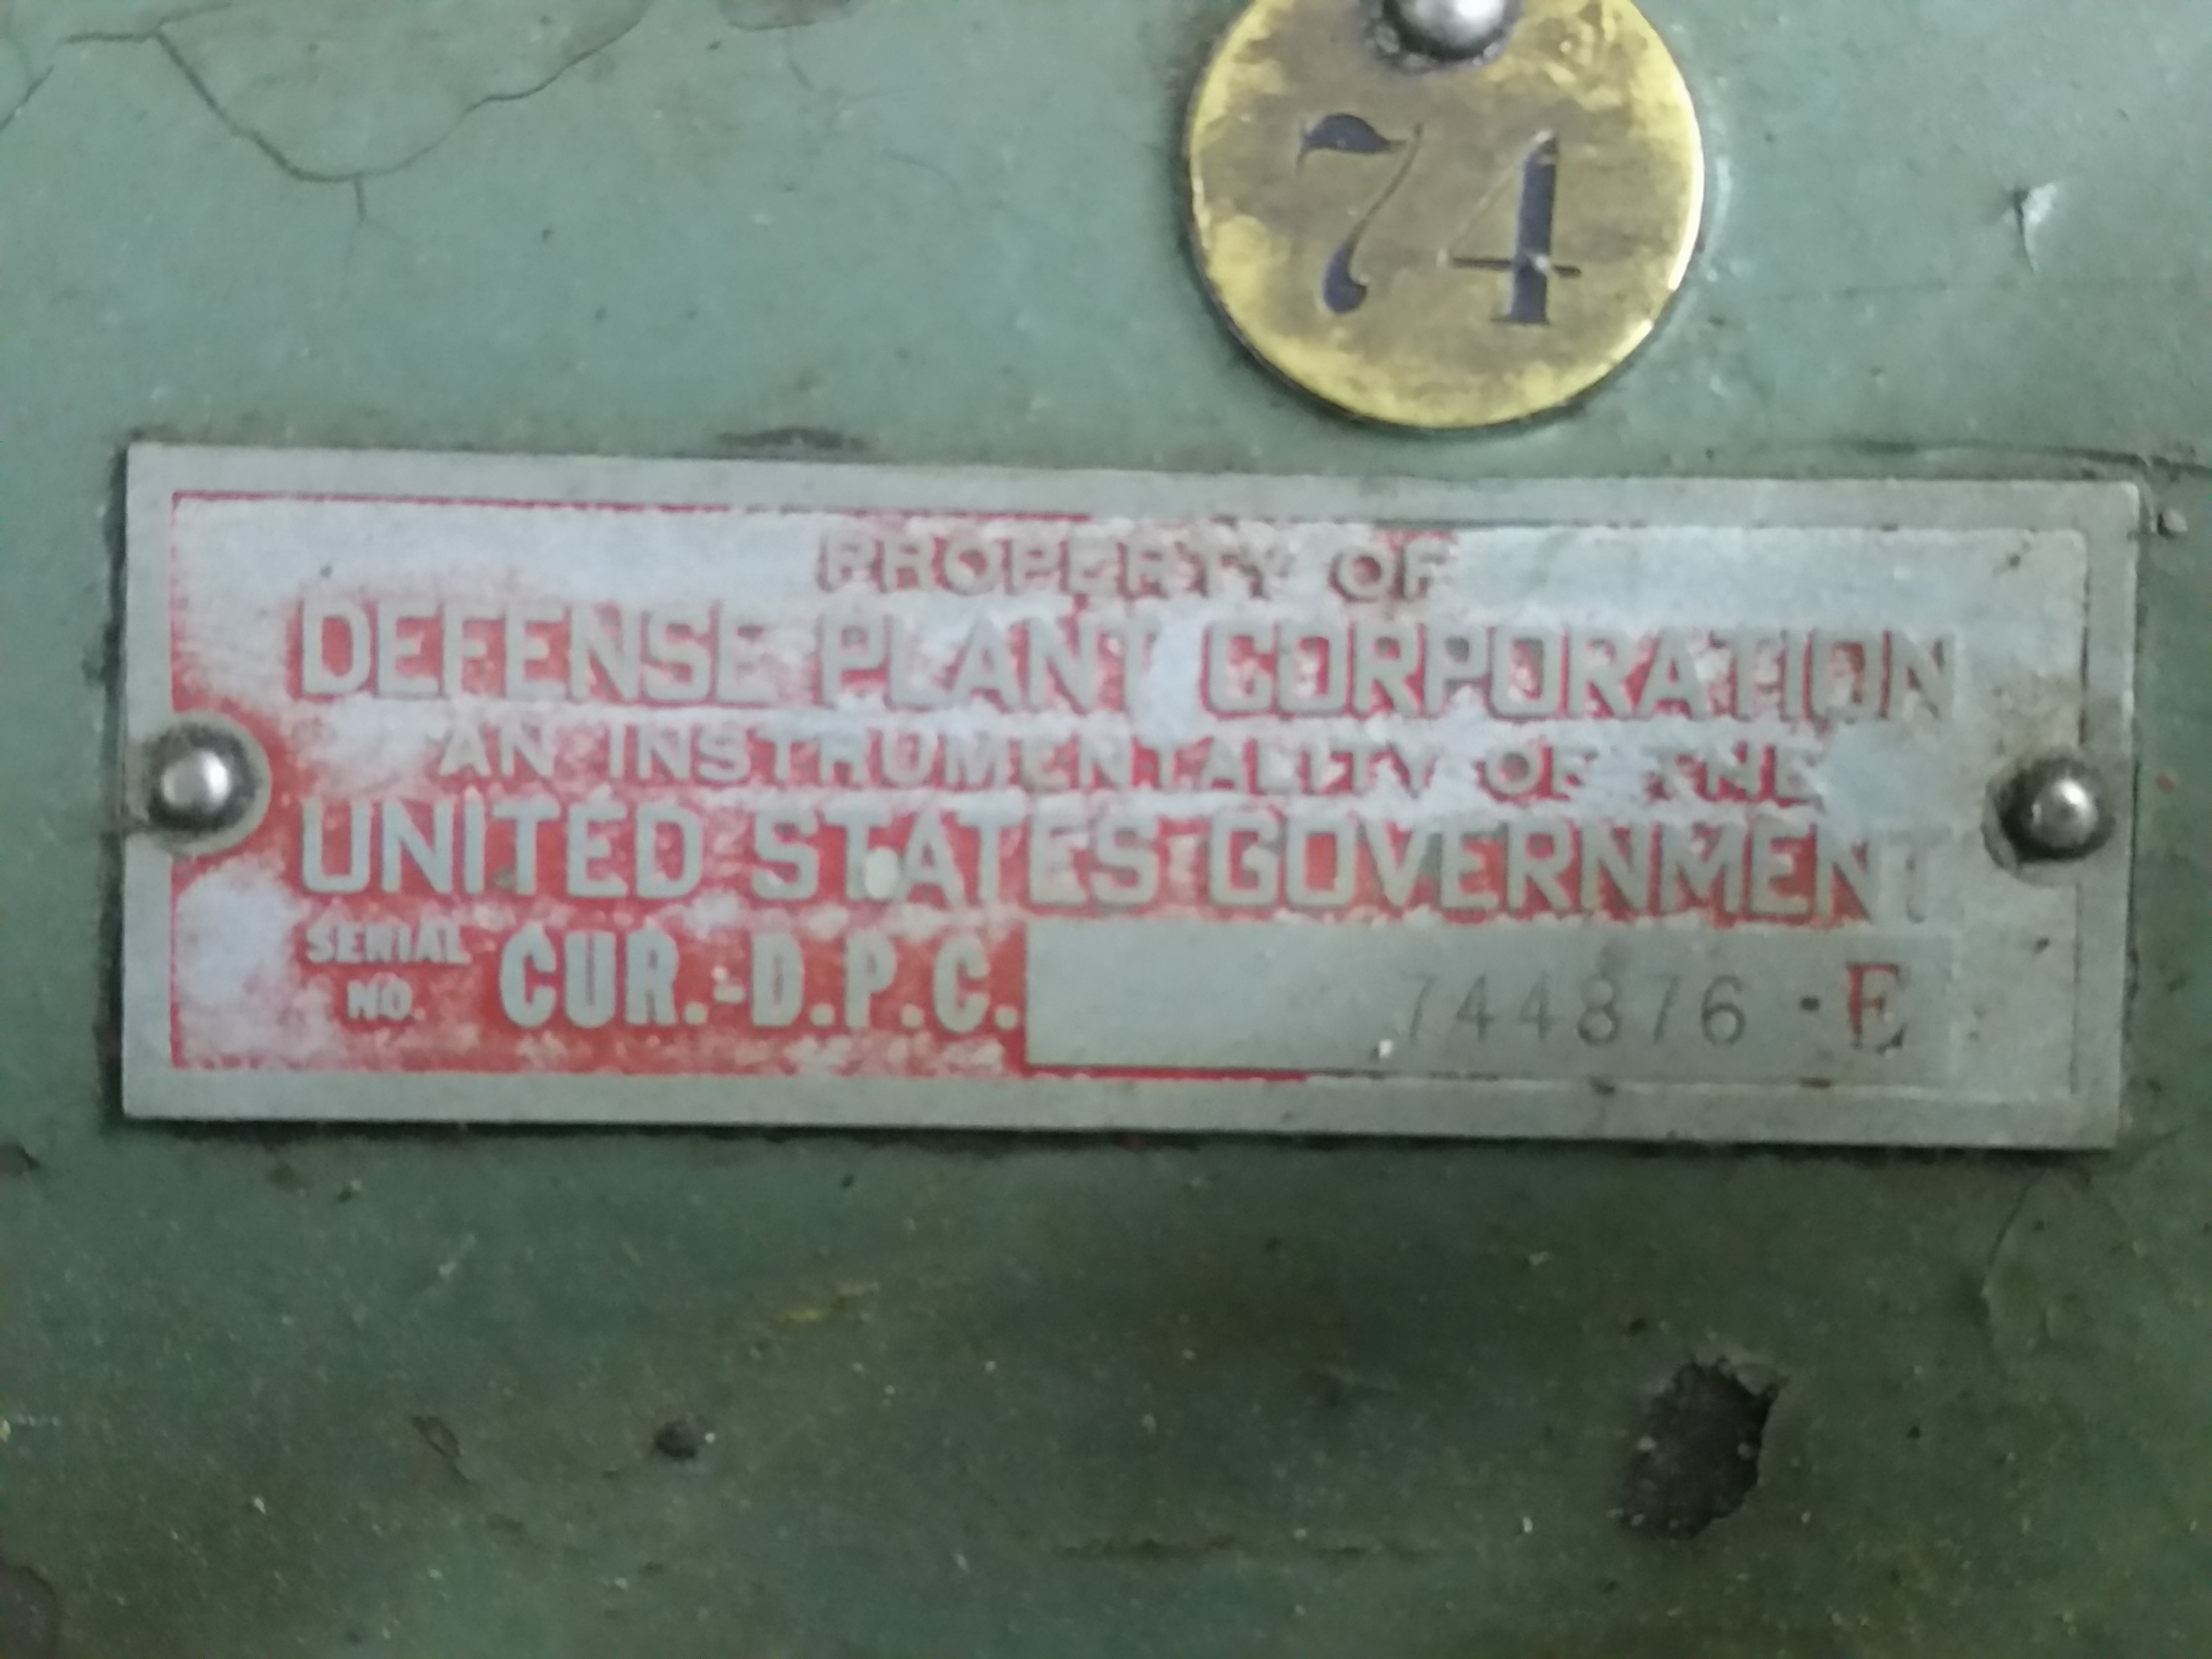 74
PROPERTY OF
DEFENSE PLANT CORPORATION
AN INSTRUMENTALITY OF THE
UNITED STATES GOVERNMENT
SERIAL NO. CUR.-D.P.C. 744876 - E